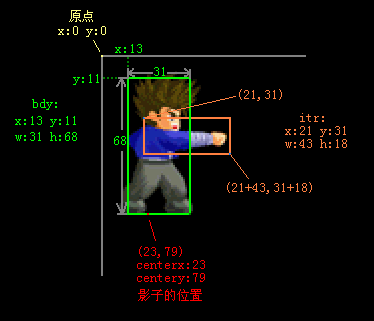 原点
x:0 y:0
x:13
y:11
31
(21,31)
bdy:
x:13 y:11
w:31 h:68
68
itr:
x:21 y:31
w:43 h:18
(21+43,31+18)
(23,79)
centerx:23
centery:79
影子的位置